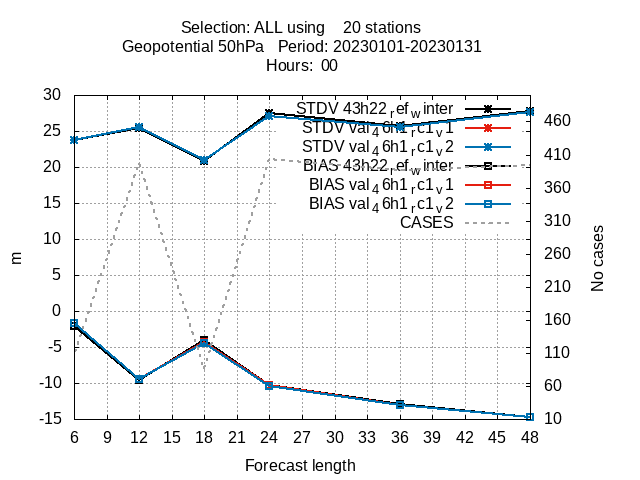 Selection: ALL using    20 stations
Geopotential 50hPa   Period: 20230101-20230131
Hours:  00
30
25
20
15
10
5
0
-5
-10
-15
m
STDV 43h22_ref_winter
STDV val_46h1_rc1_v1
STDV val_46h1_rc1_v2
BIAS 43h22_ref_winter
BIAS val_46h1_rc1_v1
BIAS val_46h1_rc1_v2
CASES
460
410
360
310
260
210
160
110
60
10
No cases
6 9 12 15 18 21 24 27 30 33 36 39 42 45 48
Forecast length